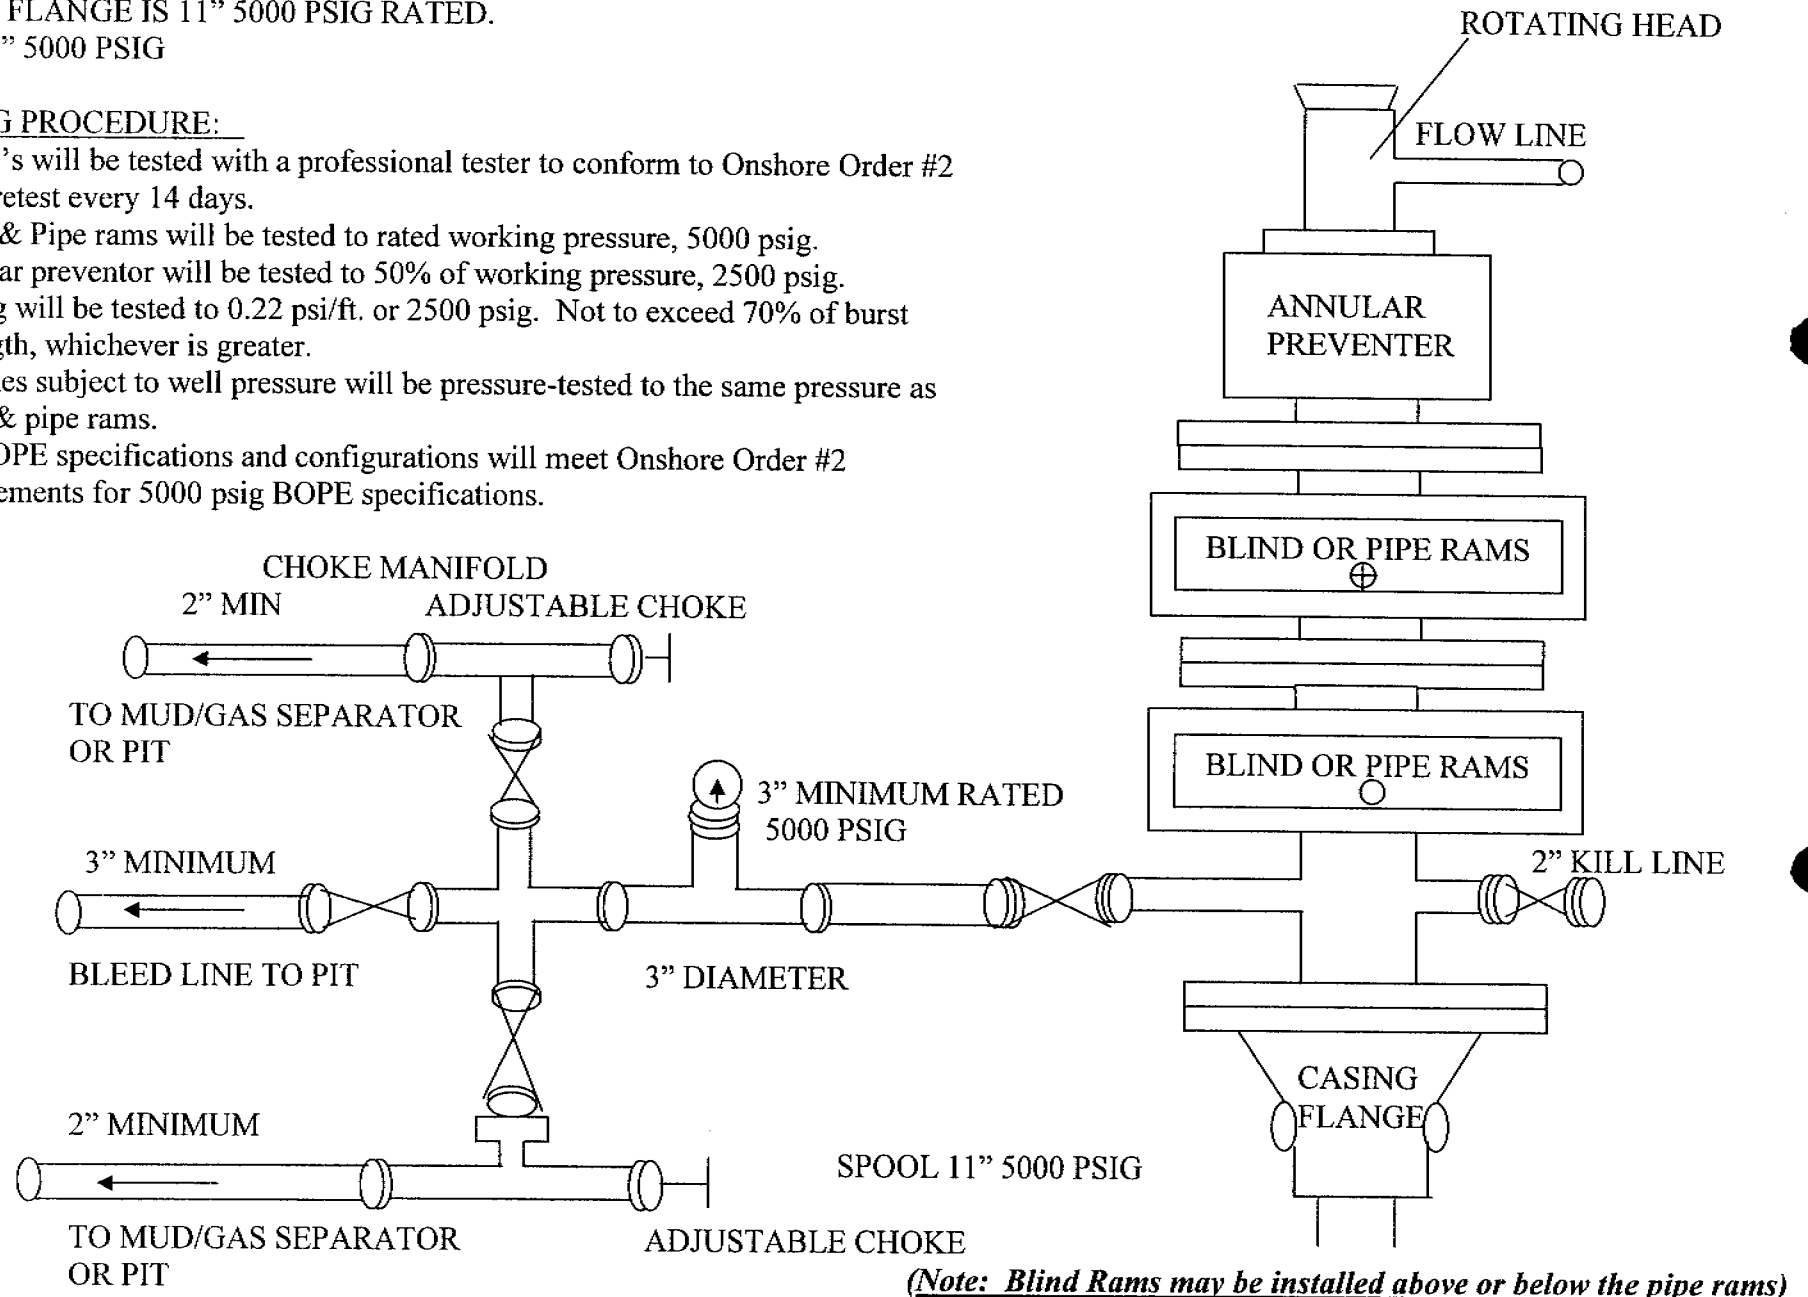 FLANGE IS 11” 5000 PSIG RATED.
” 5000 PSIG
G PROCEDURE:
’s will be tested with a professional tester to conform to Onshore Order #2
retest every 14 days.
& Pipe rams will be tested to rated working pressure, 5000 psig.
ar preventor will be tested to 50% of working pressure, 2500 psig.
g will be tested to 0.22 psi/ft. or 2500 psig. Not to exceed 70% of burst
gth, whichever is greater.
es subject to well pressure will be pressure-tested to the same pressure as
& pipe rams.
OPE specifications and configurations will meet Onshore Order #2
ements for 5000 psig BOPE specifications.
ROTATING HEAD
FLOW LINE
ANNULAR
PREVENTER
BLIND OR PIPE RAMS
BLIND OR PIPE RAMS
CHOKE MANIFOLD
2” MIN
ADJUSTABLE CHOKE
TO MUD/GAS SEPARATOR
OR PIT
3” MINIMUM RATED
5000 PSIG
3” MINIMUM
2” KILL LINE
BLEED LINE TO PIT
3” DIAMETER
CASING
FLANGE
2” MINIMUM
SPOOL 11” 5000 PSIG
TO MUD/GAS SEPARATOR
OR PIT
ADJUSTABLE CHOKE
(Note: Blind Rams may be installed above or below the pipe rams)